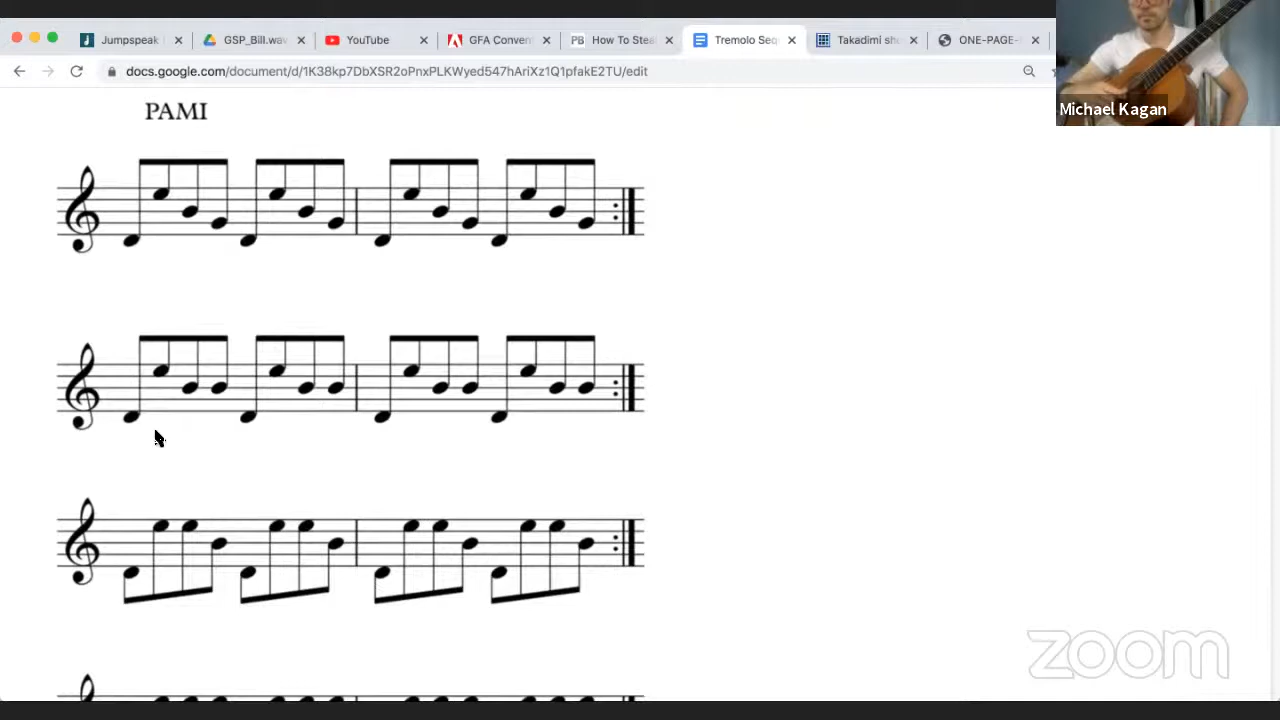 Jumpspeak
GSP_Bill.wav
YouTube
GFA Conven
How To Stea
Tremolo Seq
Takadimi sh
ONE-PAGE-
docs.google.com/document/d/
/edit
Michael Kagan
PAMI
zoom